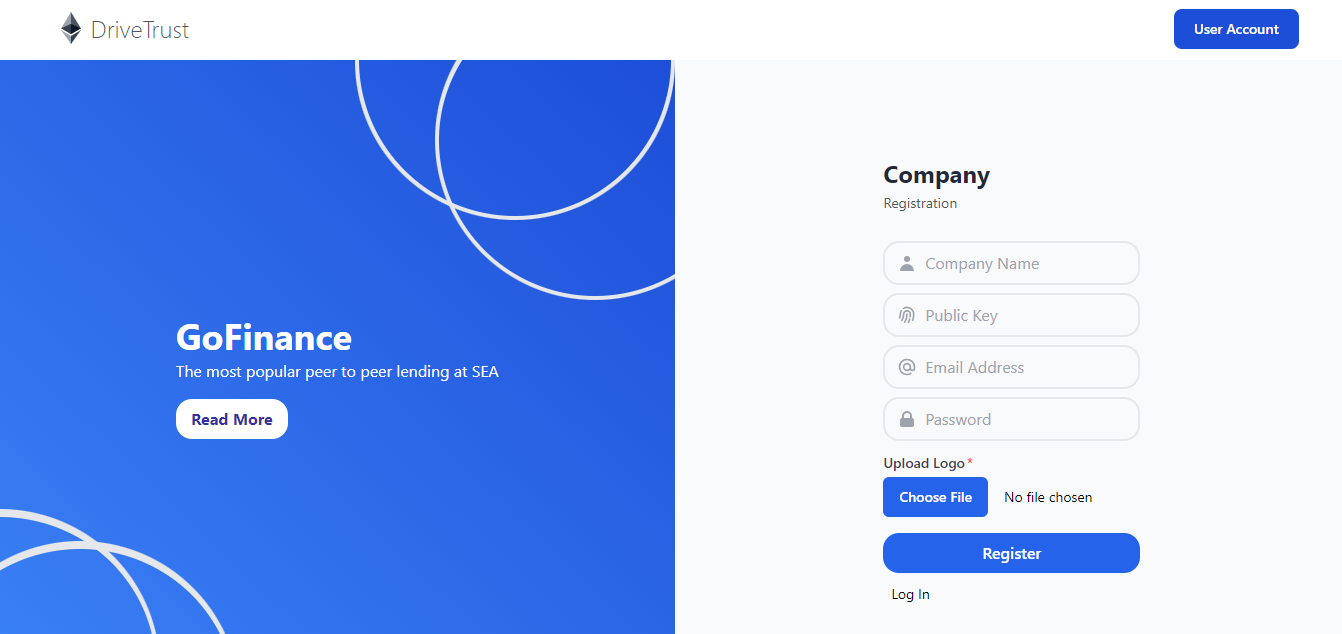 DriveTrust
User Account
GoFinance
The most popular peer to peer lending at SEA
Read More
Company
Registration
Company Name
Public Key
Email Address
Password
Upload Logo*
Choose File No file chosen
Register
Log In